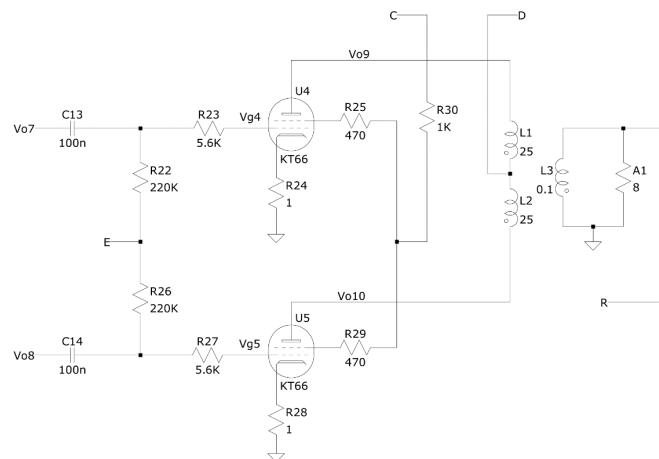 C
D
Vo9
U4
C13
R23
Vg4
R25
R30
Vo7
1K
L1
100n
5.6K
470
25
KT66
L3
A1
R22
R24
0.1
8
220K
1
L2
25
E
R26
Vo10
220K
U5
R
C14
R27
Vg5
R29
Vo8
100n
5.6K
470
KT66
R28
1